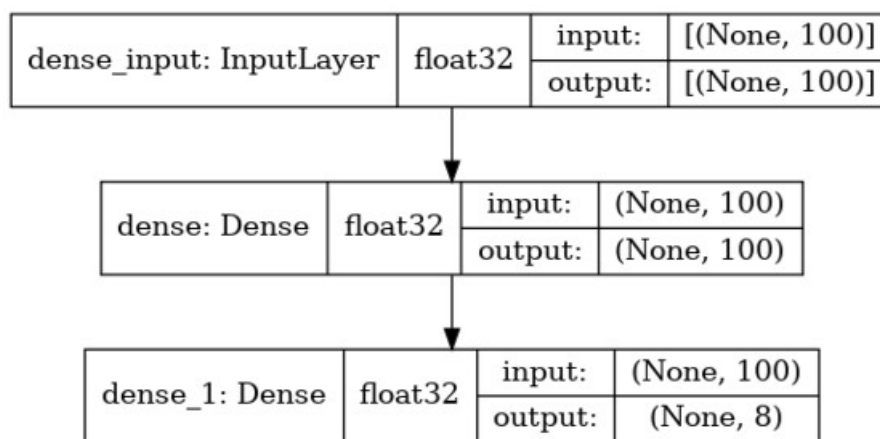 dense_input: InputLayer float32 input: [(None, 100)]
output: [(None, 100)]
dense: Dense float32 input: (None, 100)
output: (None, 100)
dense_1: Dense float32 input: (None, 100)
output: (None, 8)